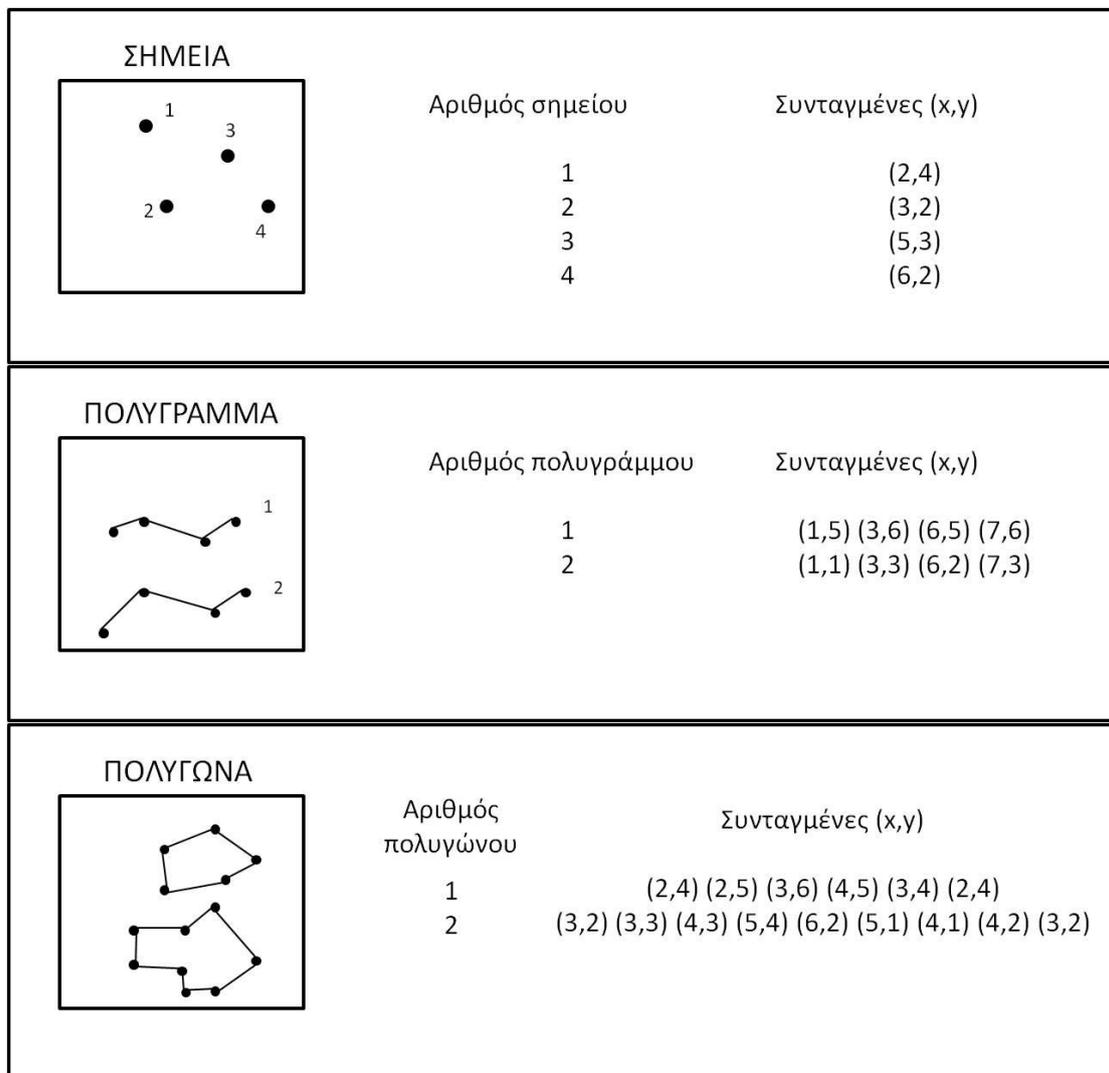 ΣΗΜΕΙΑ
1
3
2
4
Αριθμός σημείου Συνταγμένες (x,y)
1 (2,4)
2 (3,2)
3 (5,3)
4 (6,2)
ΠΟΛΥΓΡΑΜΜΑ
1
2
Αριθμός πολυγράμμου Συνταγμένες (x,y)
1 (1,5) (3,6) (6,5) (7,6)
2 (1,1) (3,3) (6,2) (7,3)
ΠΟΛΥΓΩΝΑ
Αριθμός
πολυγώνου
Συνταγμένες (x,y)
1 (2,4) (2,5) (3,6) (4,5) (3,4) (2,4)
2 (3,2) (3,3) (4,3) (5,4) (6,2) (5,1) (4,1) (4,2) (3,2)